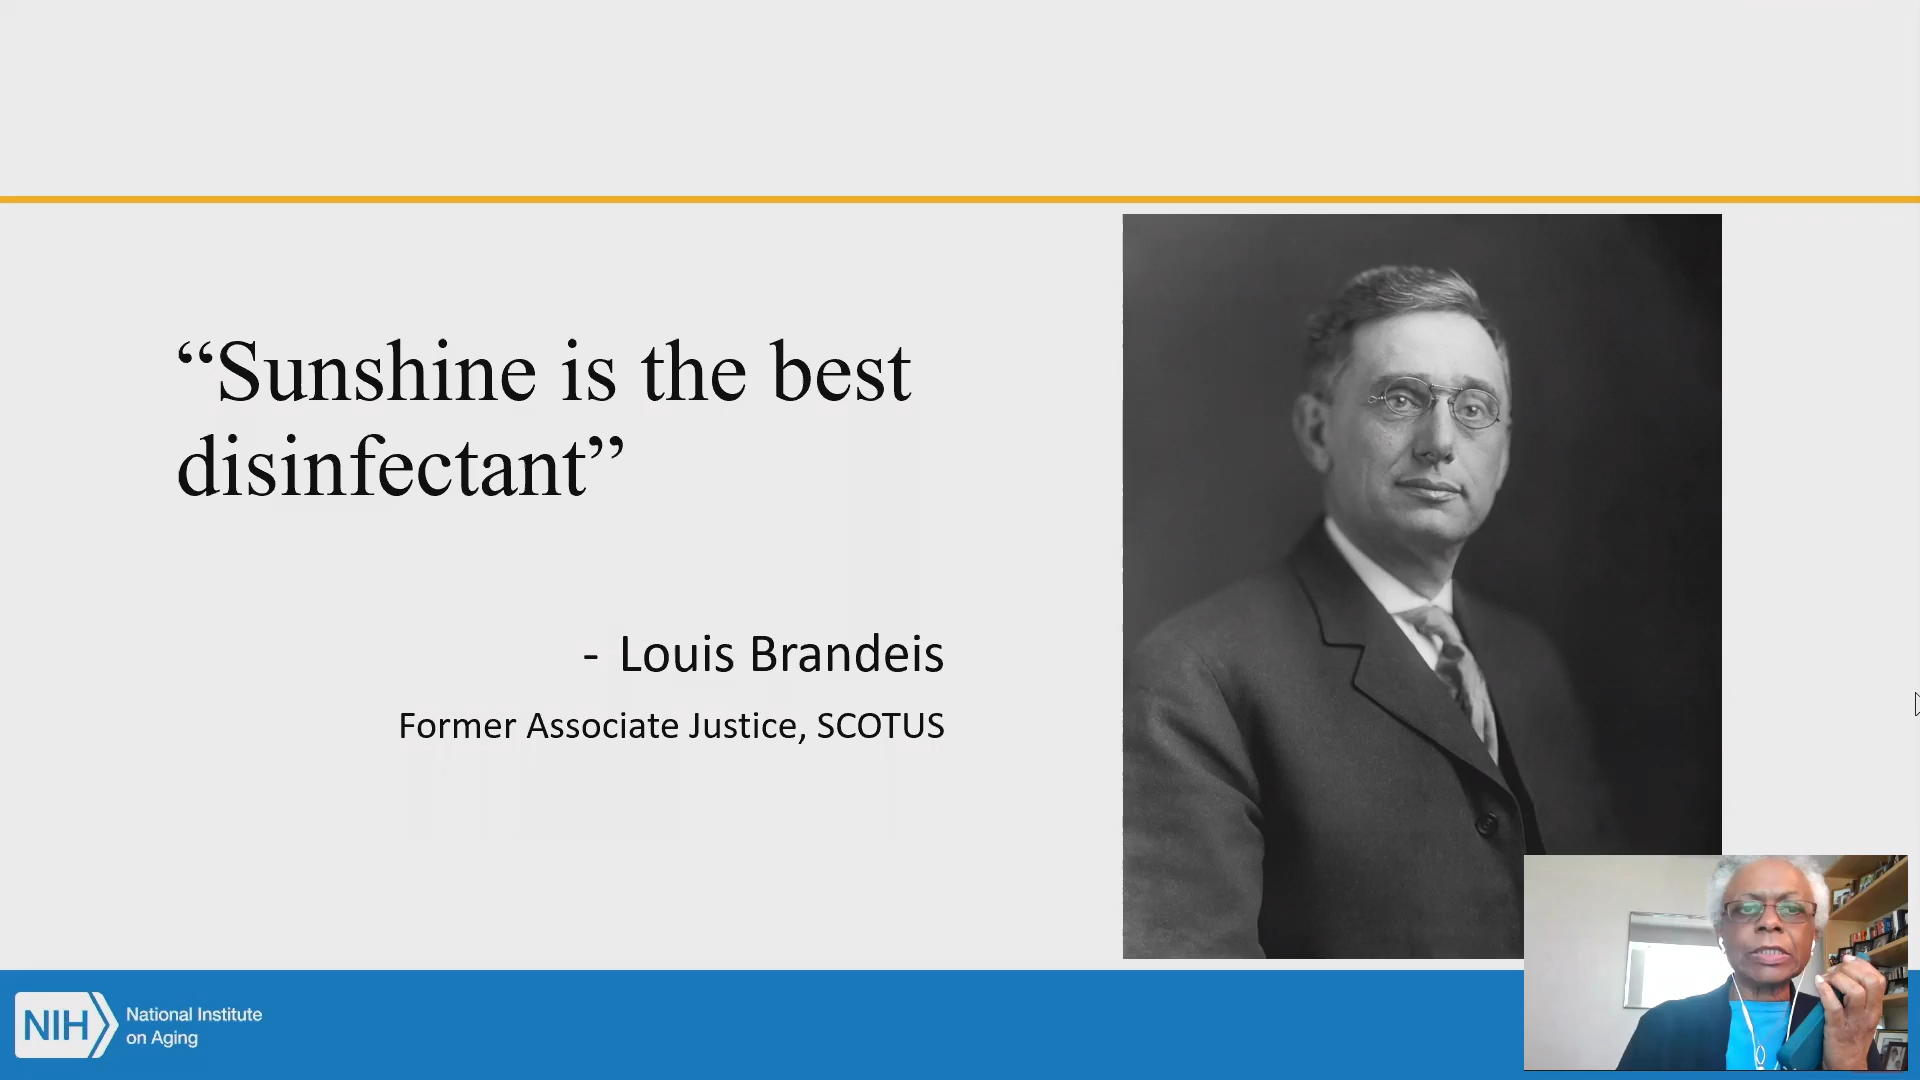 “Sunshine is the best
disinfectant”
- Louis Brandeis
Former Associate Justice, SCOTUS
NIH National Institute
on Aging